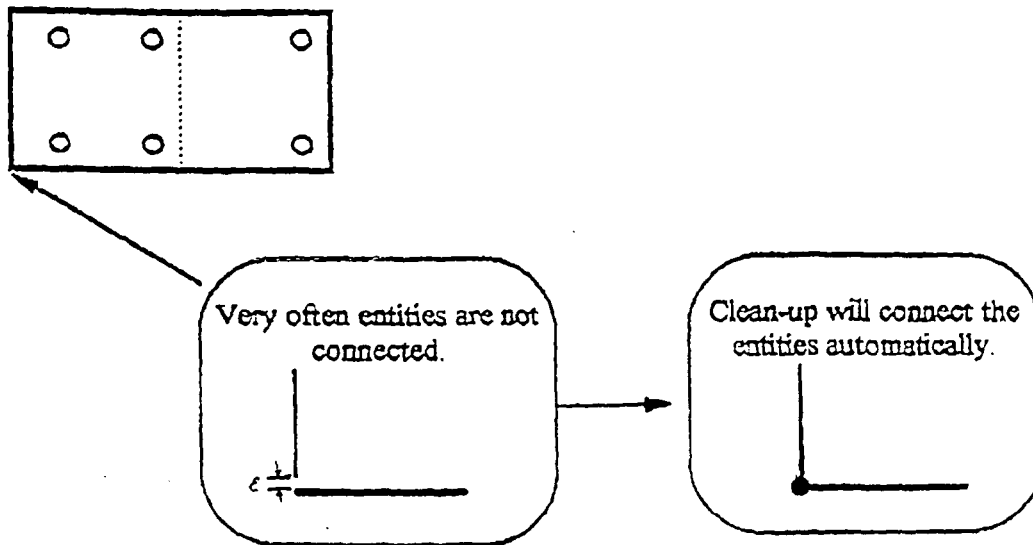 Very often entities are not
connected.
ε
Clean-up will connect the
entities automatically.